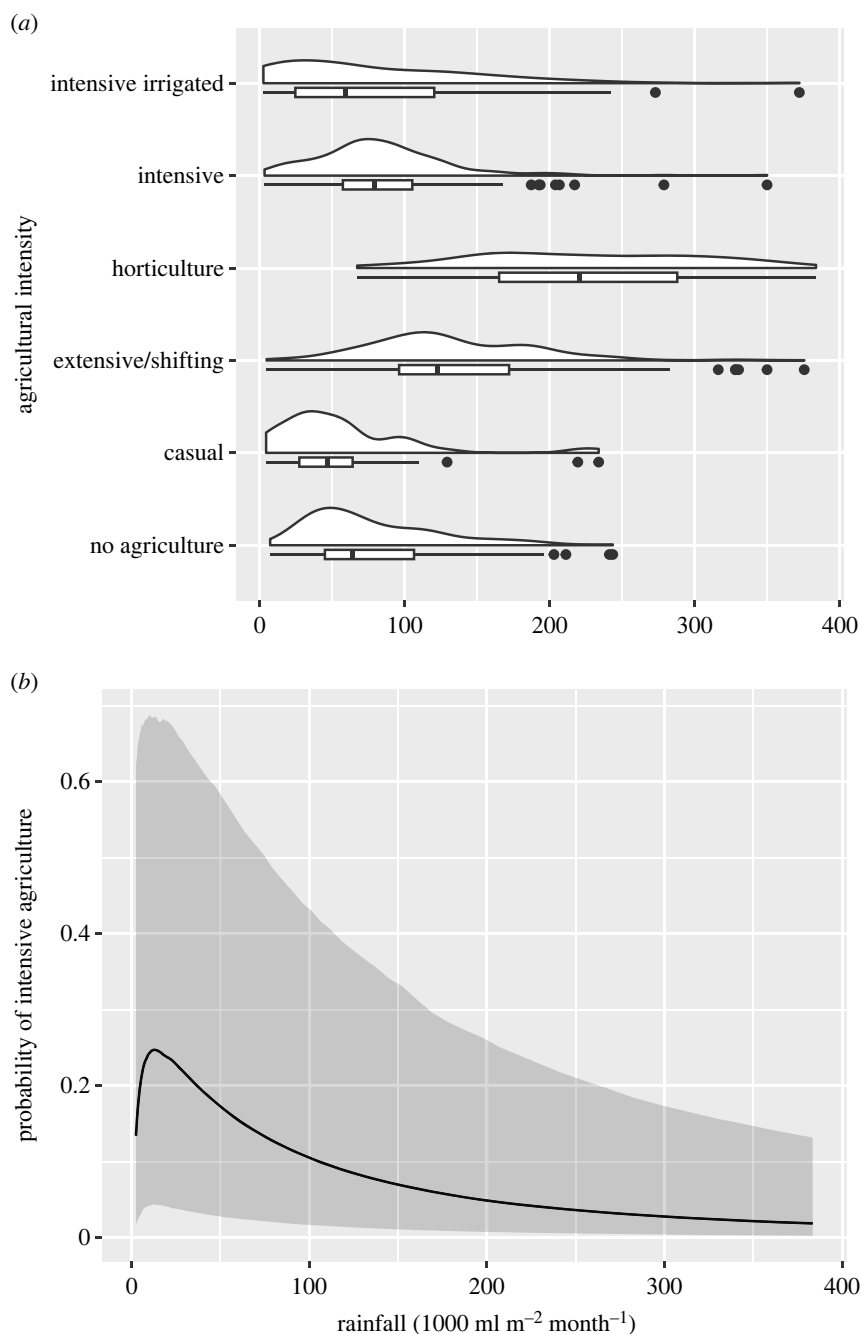 (a)
intensive irrigated
intensive
horticulture
extensive/shifting
casual
no agriculture
agricultural intensity
0 100 200 300 400
(b)
0.6
0.4
0.2
0
probability of intensive agriculture
0 100 200 300 400
rainfall (1000 ml m⁻² month⁻¹)